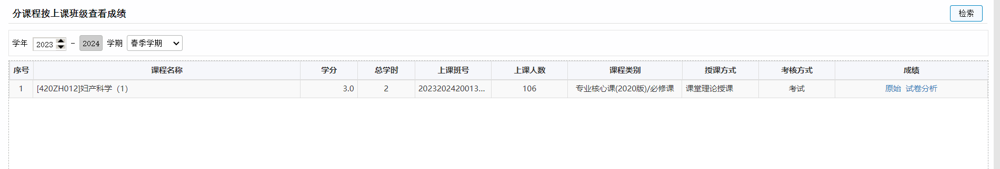 分课程按上课班级查看成绩 检索
学年 2023 - 2024 学期 春季学期
序号 课程名称 学分 总学时 上课班号 上课人数 课程类别 授课方式 考核方式 成绩
1 [420ZH012]妇产科学（1） 3.0 2 2023202420013... 106 专业核心课(2020版)/必修课 课堂理论授课 考试 原始 试卷分析